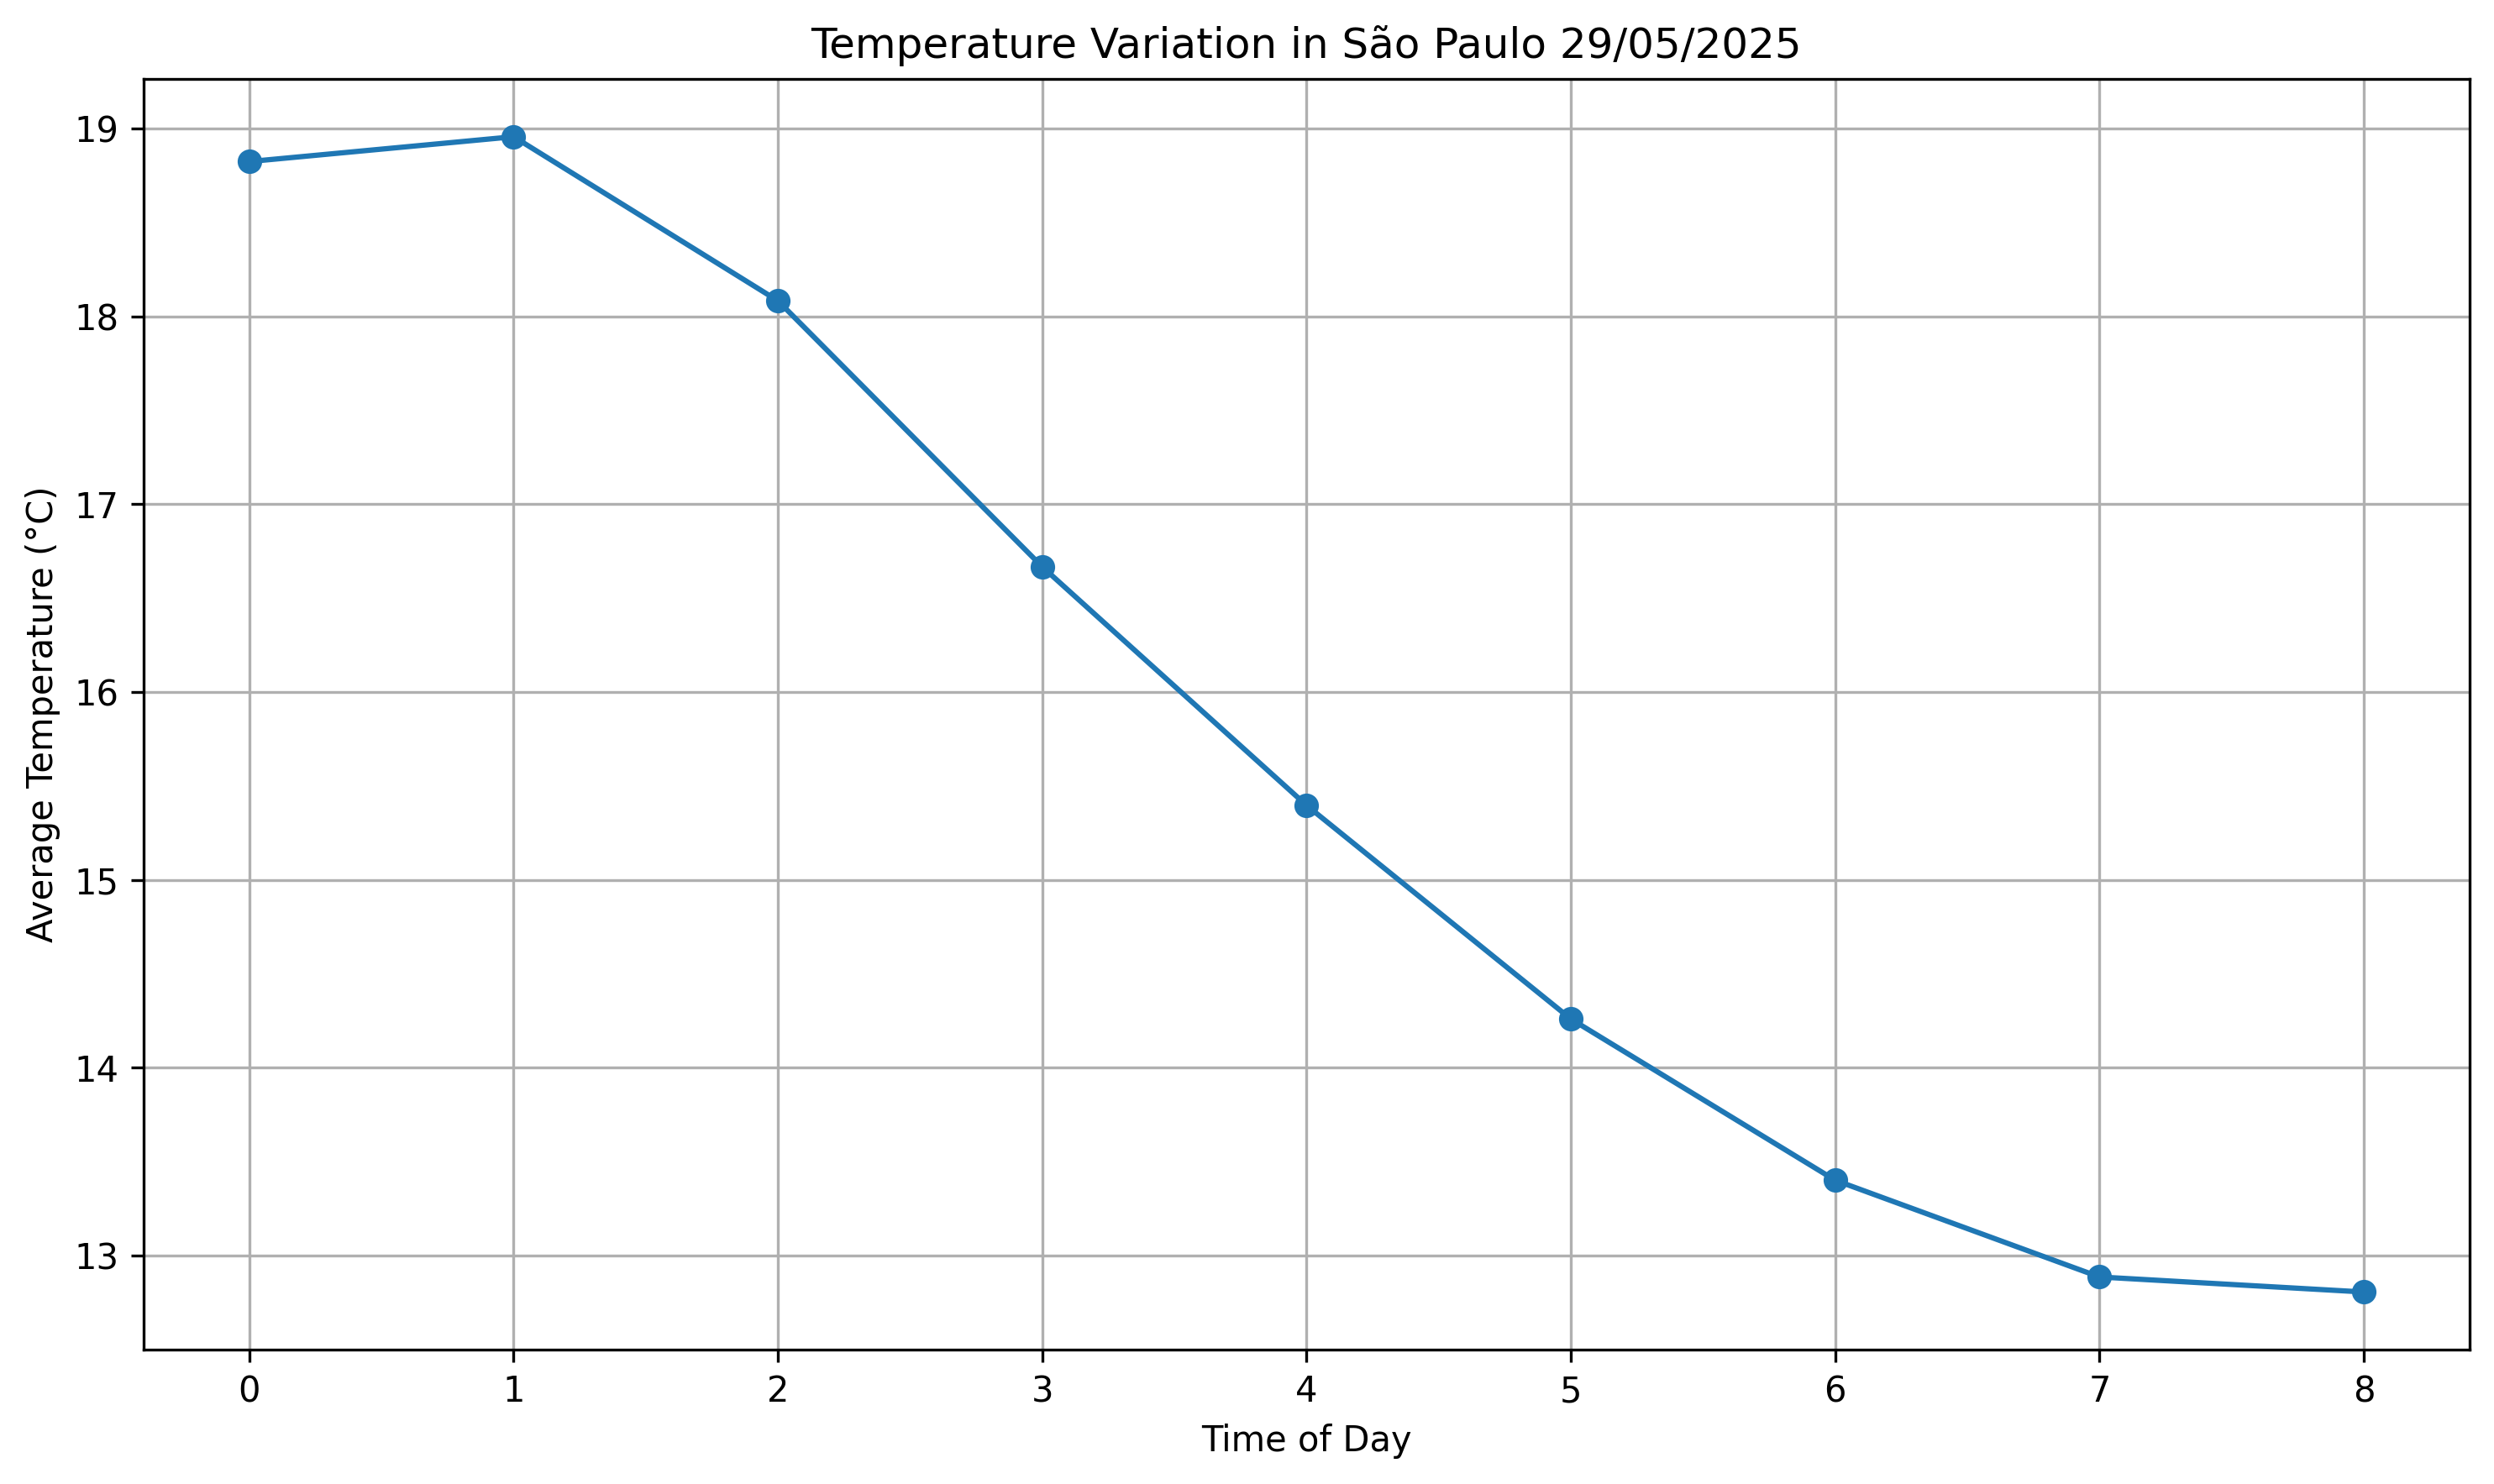 Temperature Variation in São Paulo 29/05/2025
Average Temperature (°C)
19
18
17
16
15
14
13
0 1 2 3 4 5 6 7 8
Time of Day